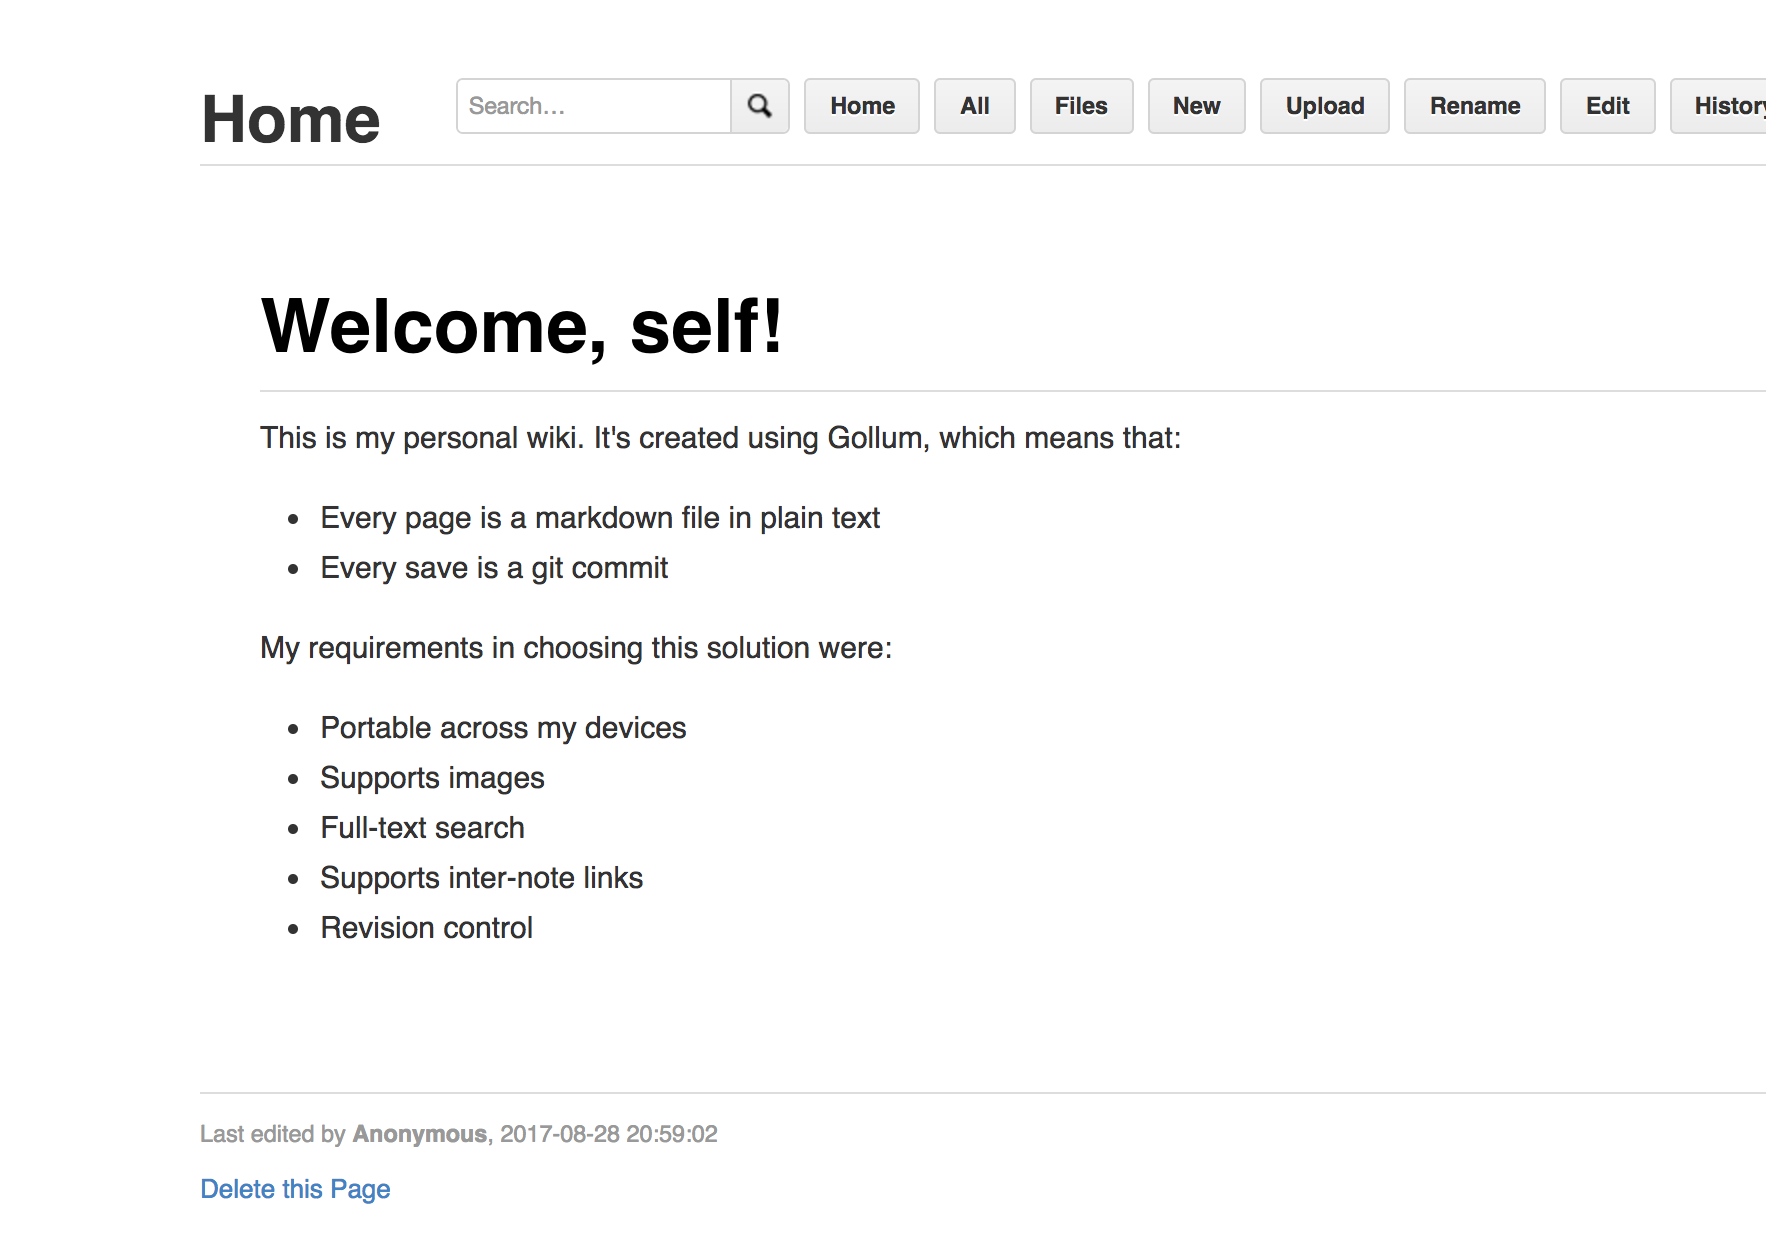 Home
Search...
Home
All
Files
New
Upload
Rename
Edit
History
Welcome, self!
This is my personal wiki. It's created using Gollum, which means that:
Every page is a markdown file in plain text
Every save is a git commit
My requirements in choosing this solution were:
Portable across my devices
Supports images
Full-text search
Supports inter-note links
Revision control
Last edited by Anonymous, 2017-08-28 20:59:02
Delete this Page